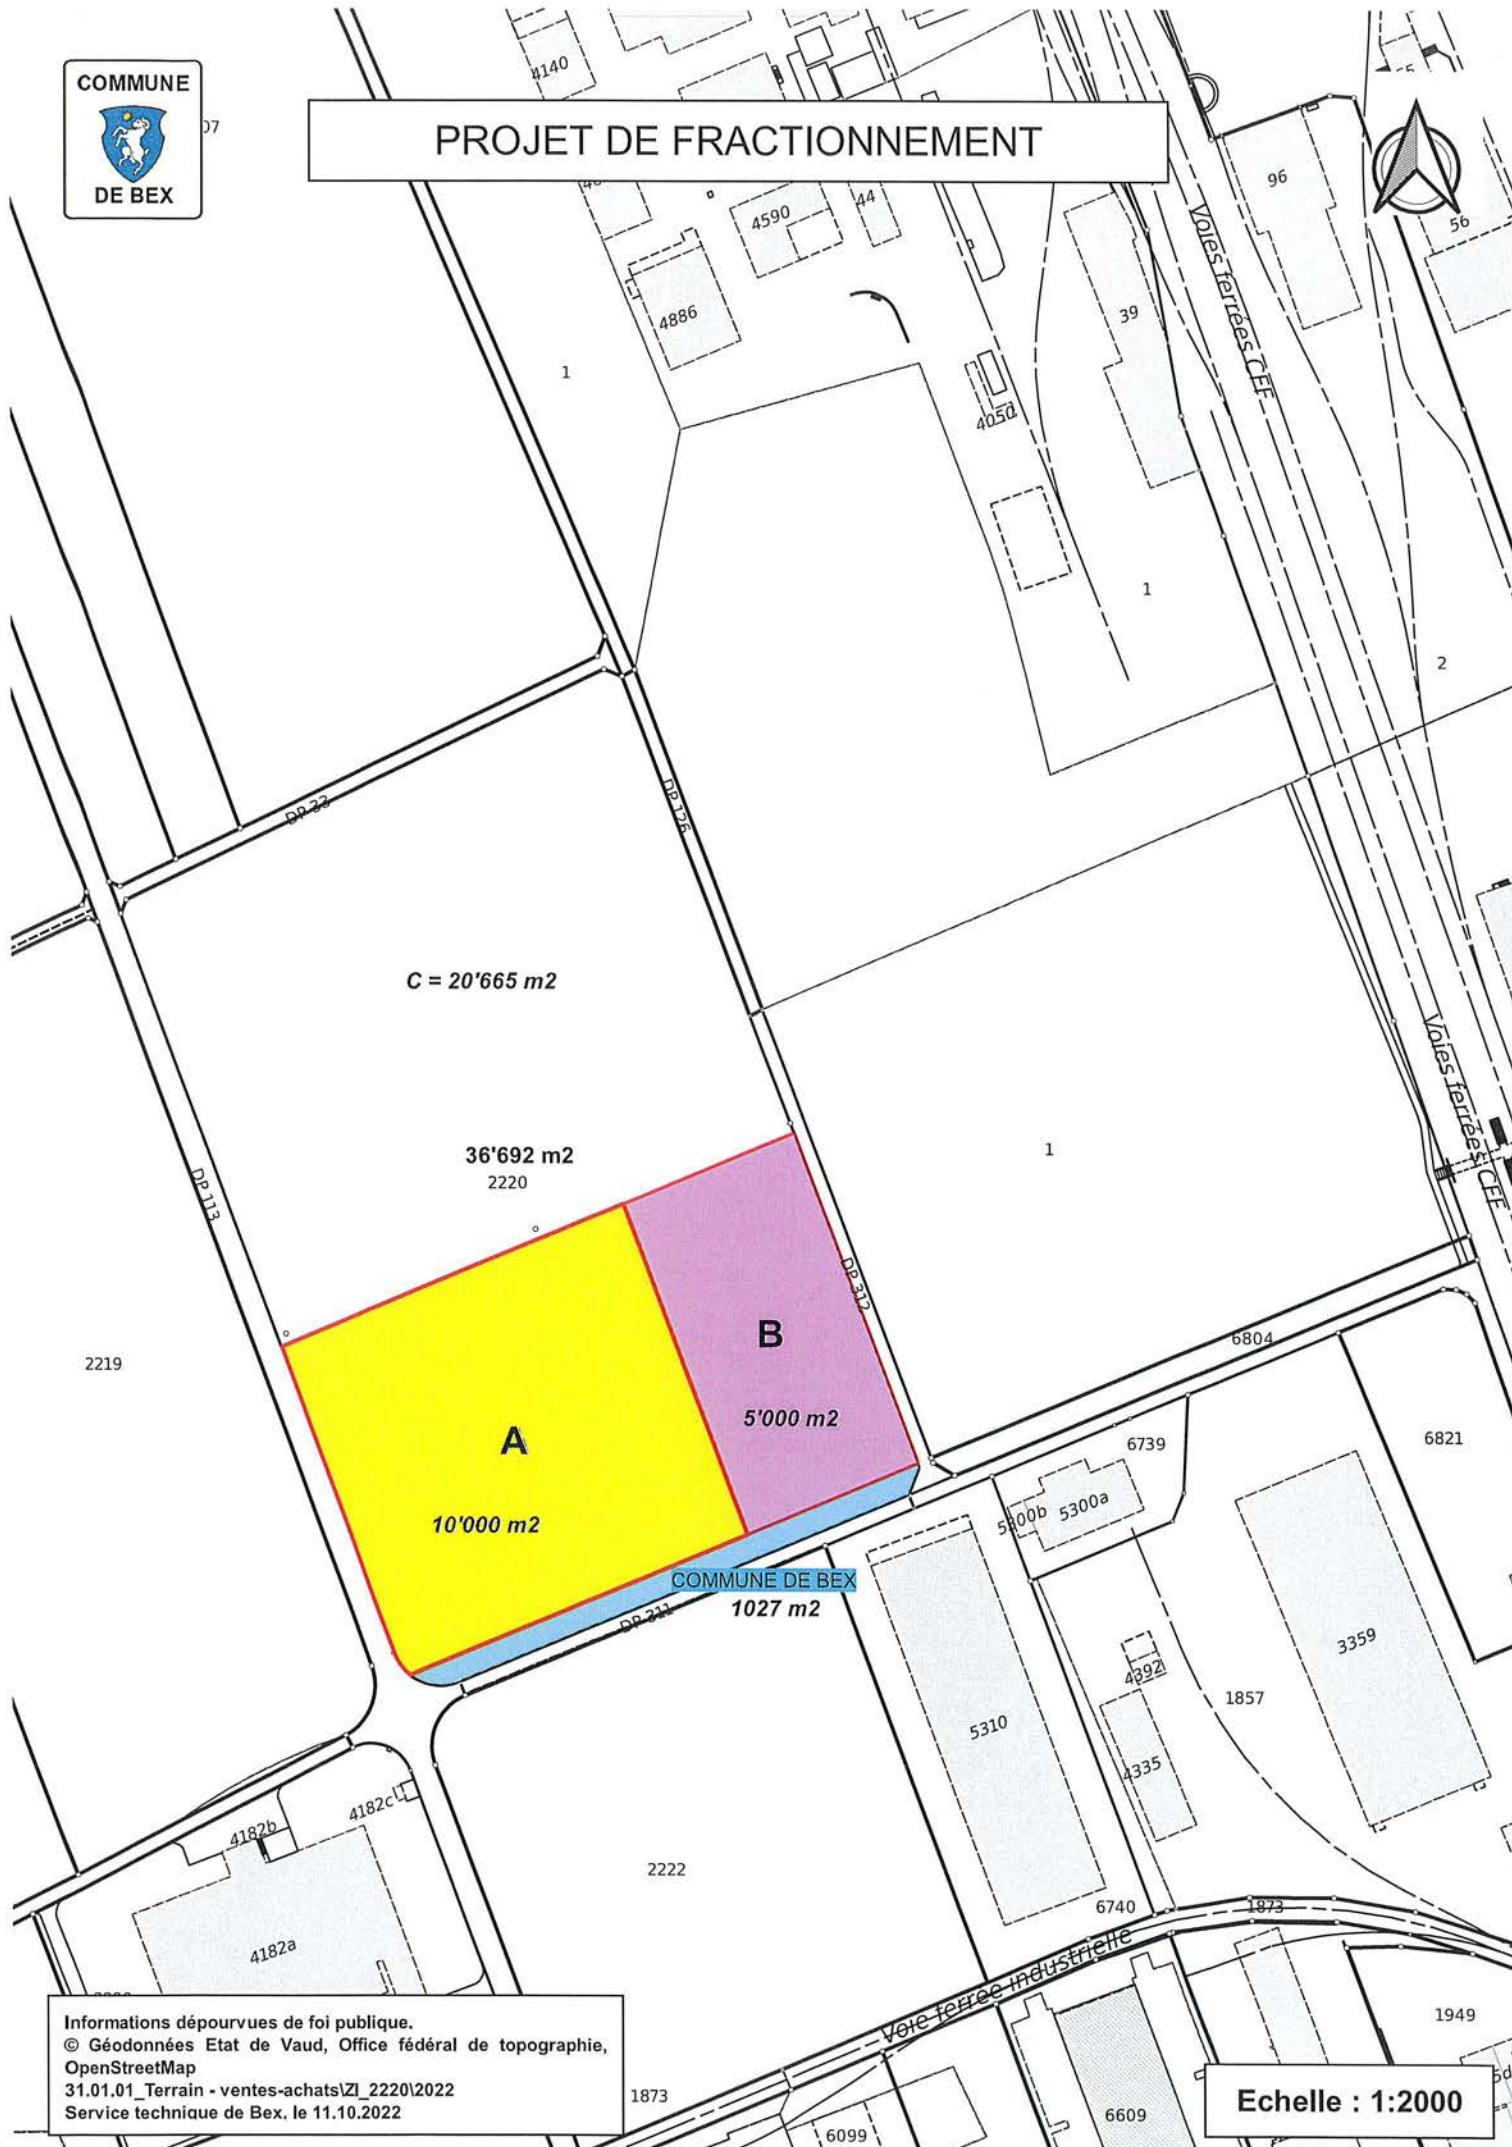 COMMUNE
DE BEX
07
PROJET DE FRACTIONNEMENT
4140
4590
44
4886
96
56
39
Voies ferrées CFF
1
4050
1
2
DP 33
DP 126
C = 20'665 m2
36'692 m2
2220
1
Voies ferrées CFF
DP 113
DP 312
2219
B
5'000 m2
A
10'000 m2
6804
6739
6821
5300b
5300a
COMMUNE DE BEX
1027 m2
DP 311
3359
4392
1857
5310
4335
4182c
4182b
2222
4182a
6740
1873
Voie ferrée industrielle
1949
1873
6099
6609
Informations dépourvues de foi publique.
© Géodonnées Etat de Vaud, Office fédéral de topographie,
OpenStreetMap
31.01.01_Terrain - ventes-achats\ZI_2220\2022
Service technique de Bex, le 11.10.2022
Echelle : 1:2000